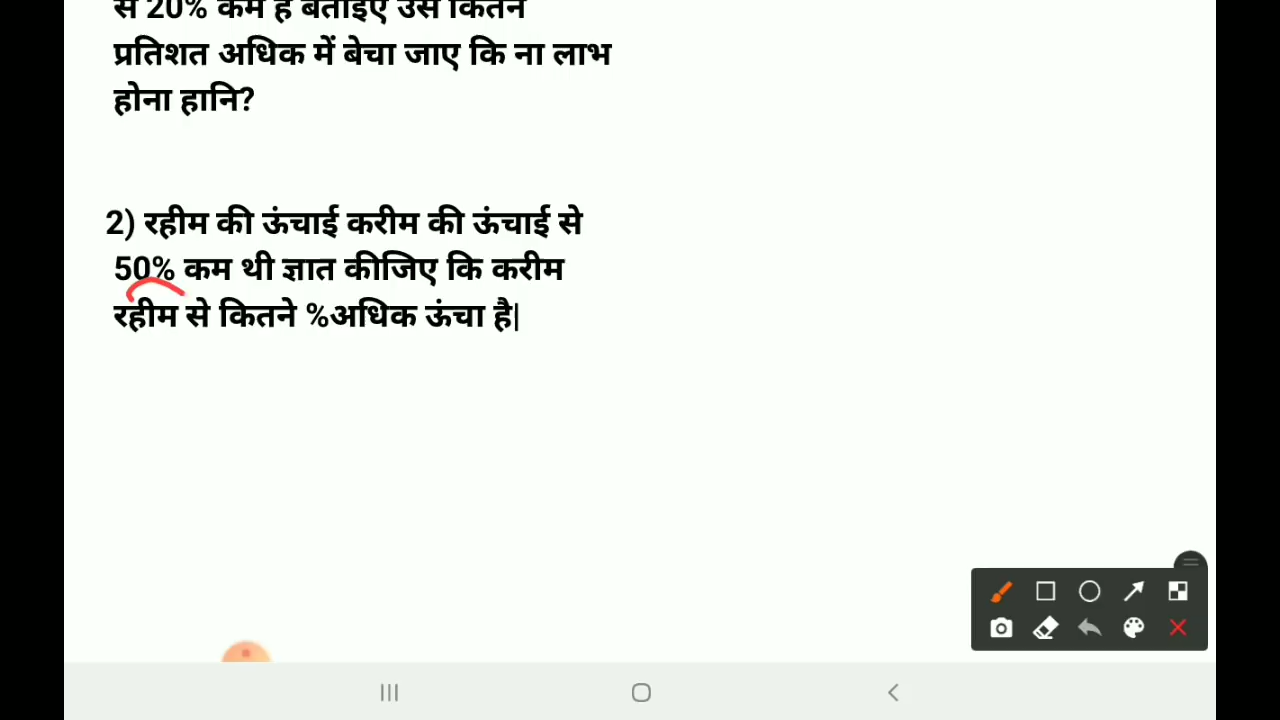 से 20% कम है बताइए उसे कितने
प्रतिशत अधिक में बेचा जाए कि ना लाभ
होना हानि?
2) रहीम की ऊंचाई करीम की ऊंचाई से
50% कम थी ज्ञात कीजिए कि करीम
रहीम से कितने %अधिक ऊंचा है|